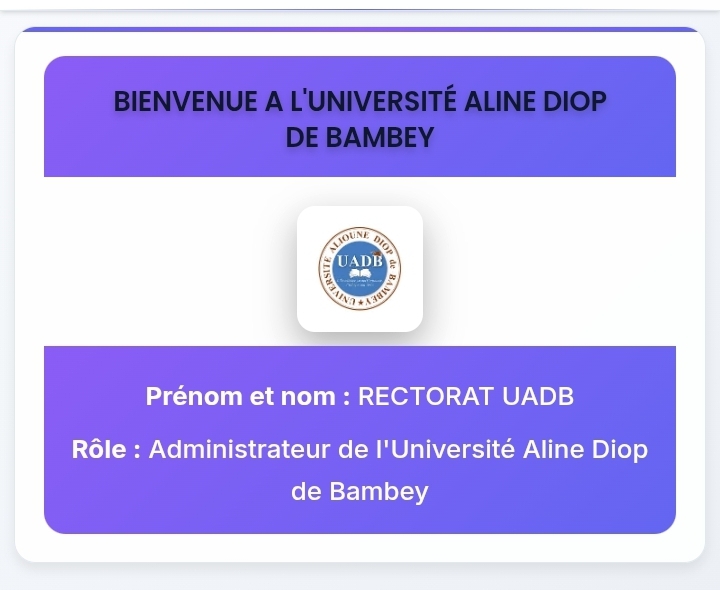 BIENVENUE A L'UNIVERSITÉ ALINE DIOP
DE BAMBEY
UNIVERSITE ALIOUNE DIOP de BAMBEY
UADB
Prénom et nom : RECTORAT UADB
Rôle : Administrateur de l'Université Aline Diop
de Bambey